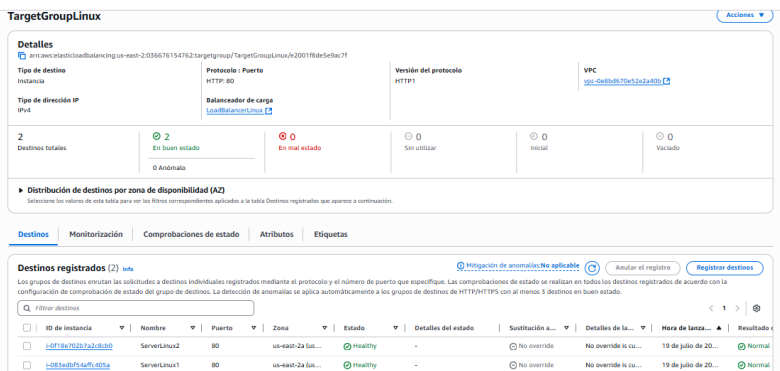 TargetGroupLinux
Acciones
Detalles
arn:aws:elasticloadbalancing:us-east-2:036676154762:targetgroup/TargetGroupLinux/e2001f8de5e9ac7f
Tipo de destino
Instancia
Protocolo : Puerto
HTTP: 80
Versión del protocolo
HTTP1
VPC
vpc-0e8bd670e52e2a40b
Tipo de dirección IP
IPv4
Balanceador de carga
LoadBalancerLinux
2
Destinos totales
2
En buen estado
0 Anómalo
0
En mal estado
0
Sin utilizar
0
Inicial
0
Vaciado
Distribución de destinos por zona de disponibilidad (AZ)
Seleccione los valores de esta tabla para ver los filtros correspondientes aplicados a la tabla Destinos registrados que aparece a continuación.
Destinos Monitorización Comprobaciones de estado Atributos Etiquetas
Destinos registrados (2) Info
Mitigación de anomalías:No aplicable
Anular el registro
Registrar destinos
Los grupos de destinos enrutan las solicitudes a destinos individuales registrados mediante el protocolo y el número de puerto que especifique. Las comprobaciones de estado se realizan en todos los destinos registrados de acuerdo con la
configuración de comprobación de estado del grupo de destinos. La detección de anomalías se aplica automáticamente a los grupos de destinos de HTTP/HTTPS con al menos 3 destinos en buen estado.
Filtrar destinos
1
ID de instancia Nombre Puerto Zona Estado Detalles del estado Sustitución a... Detalles de la... Hora de lanza... Resultado
i-0f18e702b7a2c8cb0 ServerLinux2 80 us-east-2a (us... Healthy - No override No override is cu... 19 de julio de 20... Normal
i-083edbf54affc405a ServerLinux1 80 us-east-2a (us... Healthy - No override No override is cu... 19 de julio de 20... Normal